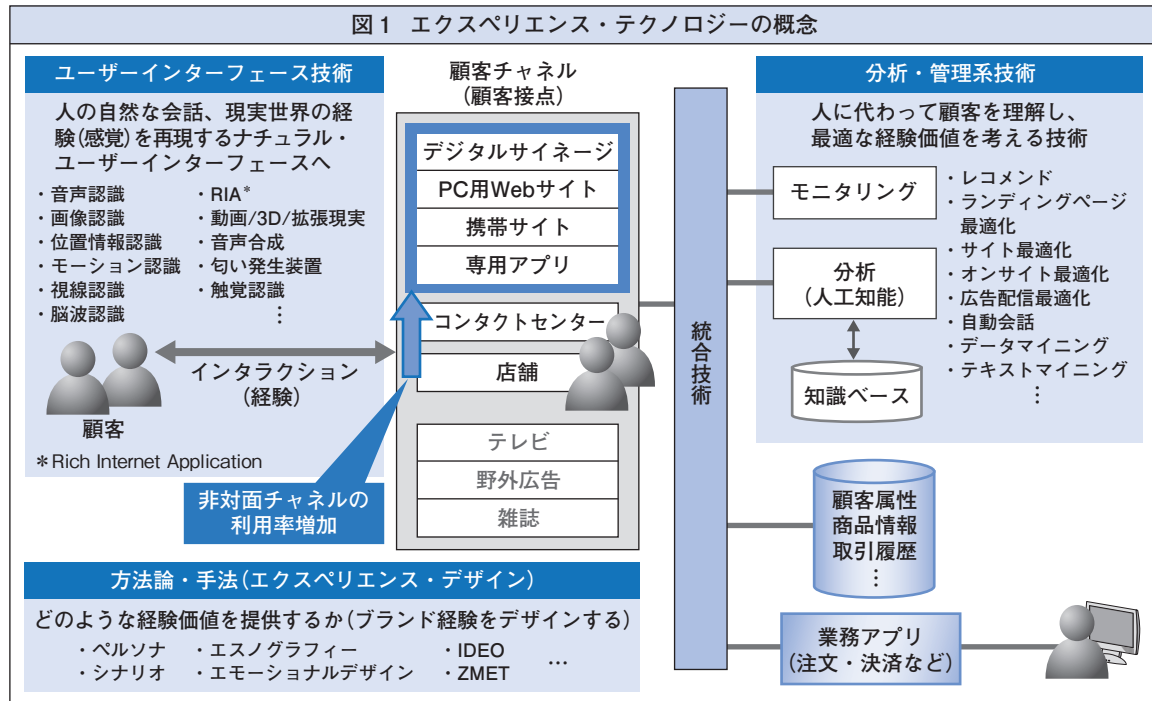 図1 エクスペリエンス・テクノロジーの概念
ユーザーインターフェース技術
人の自然な会話、現実世界の経
験(感覚)を再現するナチュラル・
ユーザーインターフェースへ
・音声認識
・画像認識
・位置情報認識
・モーション認識
・視線認識
・脳波認識
・RIA*
・動画/3D/拡張現実
・音声合成
・匂い発生装置
・触覚認識
⋮
インタラクション
(経験)
顧客
*Rich Internet Application
顧客チャネル
(顧客接点)
デジタルサイネージ
PC用Webサイト
携帯サイト
専用アプリ
コンタクトセンター
店舗
テレビ
野外広告
雑誌
非対面チャネルの
利用率増加
統合技術
分析・管理系技術
人に代わって顧客を理解し、
最適な経験価値を考える技術
モニタリング
分析
(人工知能)
知識ベース
・レコメンド
・ランディングページ
最適化
・サイト最適化
・オンサイト最適化
・広告配信最適化
・自動会話
・データマイニング
・テキストマイニング
⋮
顧客属性
商品情報
取引履歴
⋮
業務アプリ
(注文・決済など)
方法論・手法(エクスペリエンス・デザイン)
どのような経験価値を提供するか(ブランド経験をデザインする)
・ペルソナ ・エスノグラフィー ・IDEO
・シナリオ ・エモーショナルデザイン ・ZMET …